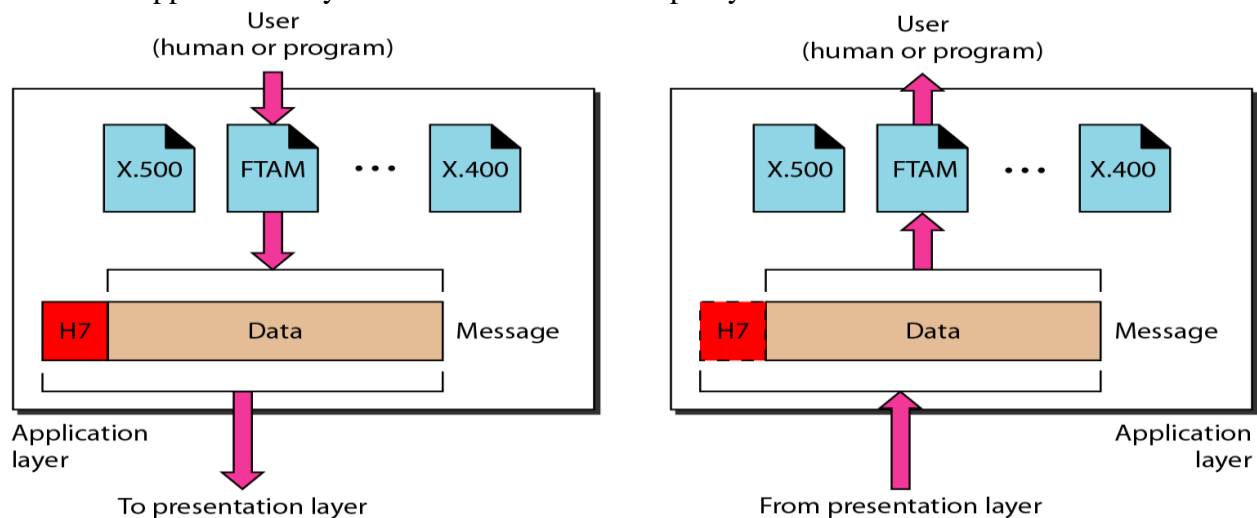 User
(human or program)
X.500
FTAM
...
X.400
H7
Data
Message
Application
layer
To presentation layer
User
(human or program)
X.500
FTAM
...
X.400
H7
Data
Message
Application
layer
From presentation layer